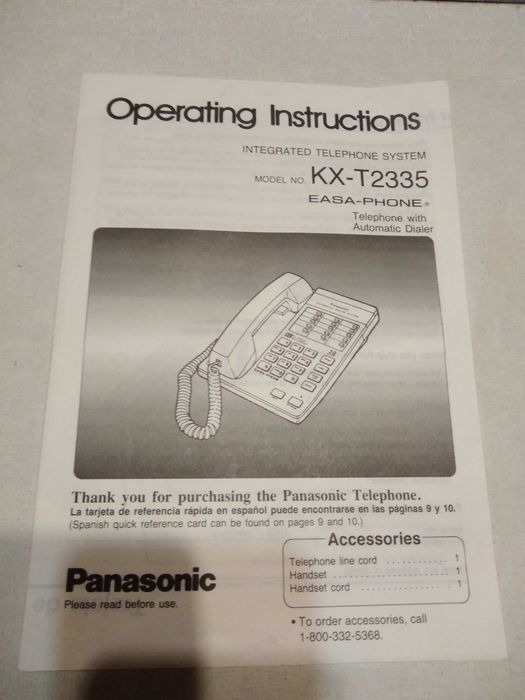 Operating Instructions
INTEGRATED TELEPHONE SYSTEM
MODEL NO. KX-T2335
EASA-PHONE®
Telephone with
Automatic Dialer
Panasonic
Thank you for purchasing the Panasonic Telephone.
La tarjeta de referencia rápida en español puede encontrarse en las páginas 9 y 10.
(Spanish quick reference card can be found on pages 9 and 10.)
Accessories
Telephone line cord ............ 1
Handset ........................ 1
Handset cord .................. 1
Panasonic
Please read before use.
• To order accessories, call
1-800-332-5368.